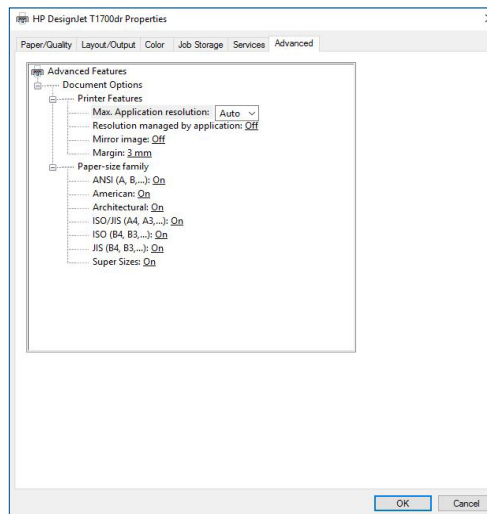 HP DesignJet T1700dr Properties
Paper/Quality Layout/Output Color Job Storage Services Advanced
Advanced Features
Document Options
Printer Features
Max. Application resolution: Auto
Resolution managed by application: Off
Mirror image: Off
Margin: 3 mm
Paper-size family
ANSI (A, B,...): On
American: On
Architectural: On
ISO/JIS (A4, A3,...): On
ISO (B4, B3,...): On
JIS (B4, B3,...): On
Super Sizes: On
OK Cancel